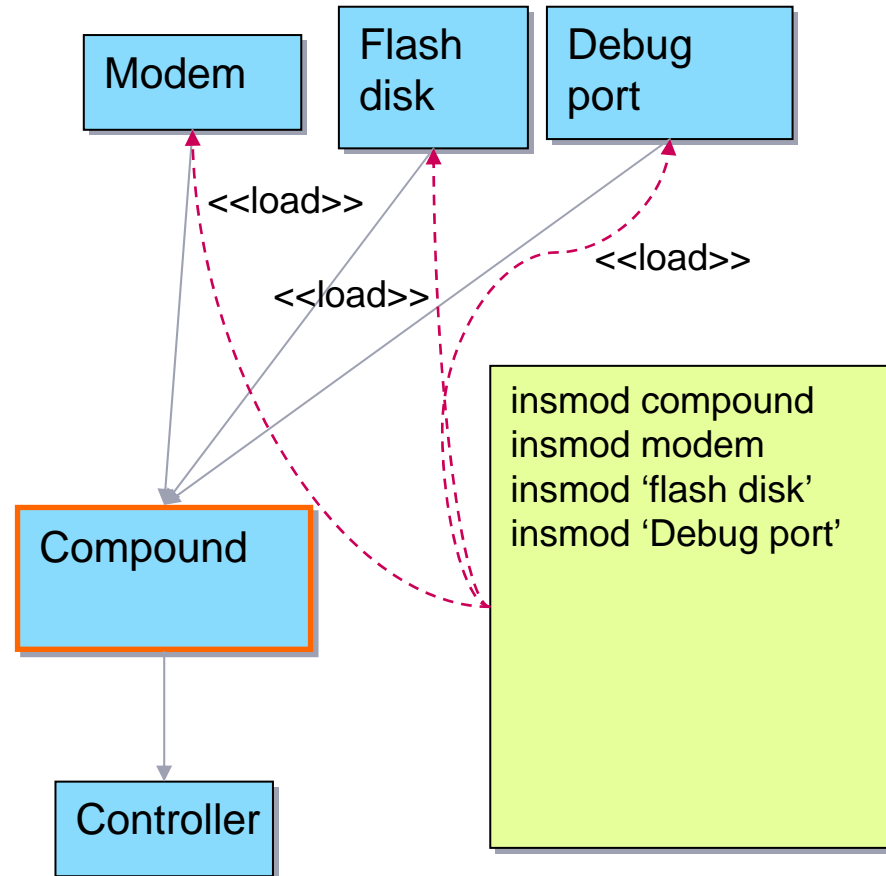 Modem
Flash
disk
Debug
port
<<load>>
<<load>>
<<load>>
insmod compound
insmod modem
insmod ‘flash disk’
insmod ‘Debug port’
Compound
Controller